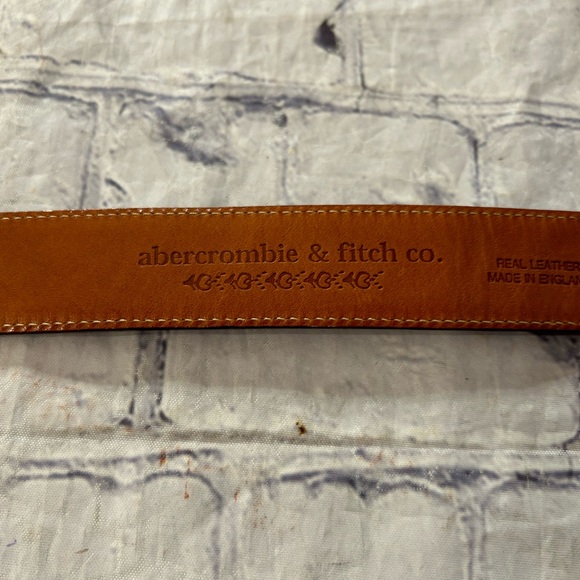 abercrombie & fitch co.
REAL LEATHER
MADE IN ENGLAND